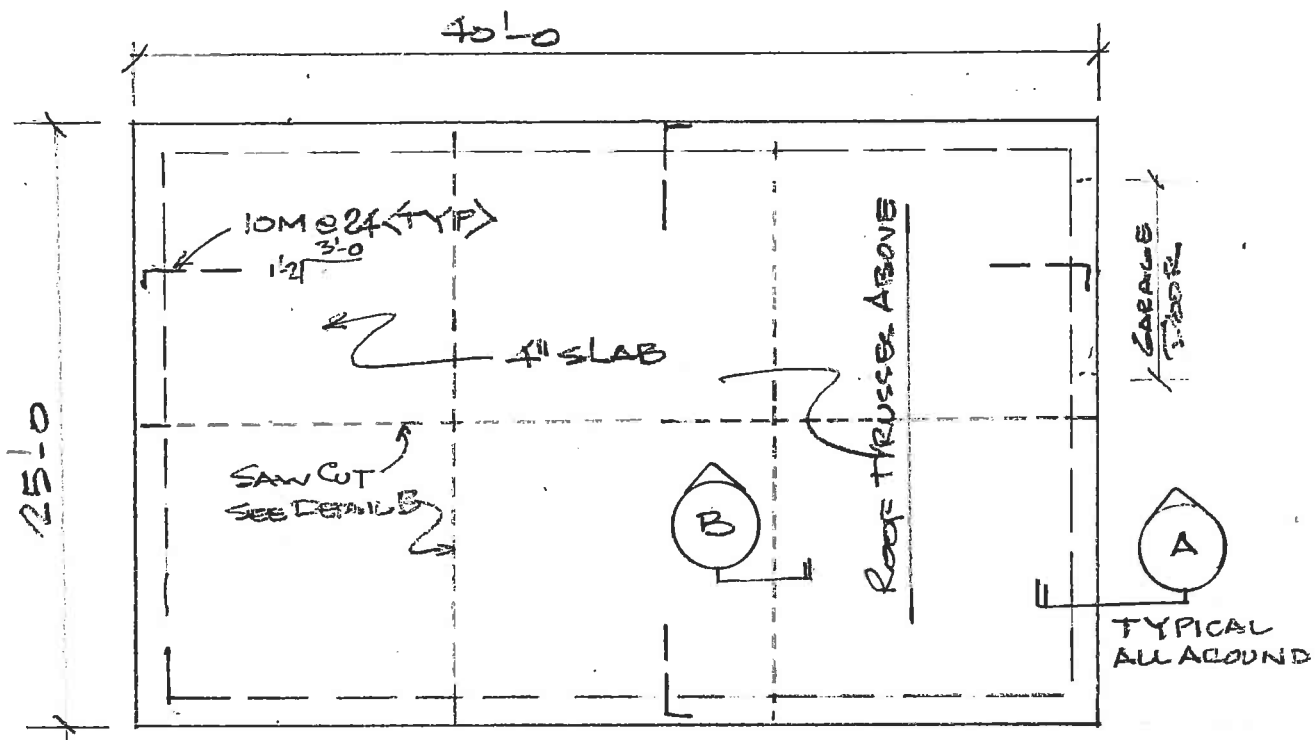 40'-0
25'-0
10M @ 24 (TYP)
3'-0
1'-2
4" SLAB
SAW CUT
SEE DETAIL B
ROOF TRUSSES ABOVE
GARAGE
DOOR
B
A
TYPICAL
ALL AROUND